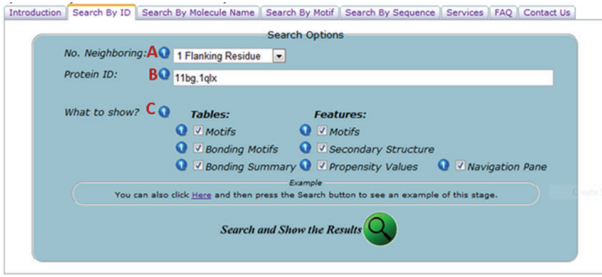 Introduction Search By ID Search By Molecule Name Search By Motif Search By Sequence Services FAQ Contact Us
Search Options
No. Neighboring: A 1 Flanking Residue
Protein ID: B 11bg,1qlx
What to show? C Tables: Features:
Motifs Motifs
Bonding Motifs Secondary Structure
Bonding Summary Propensity Values Navigation Pane
Example
You can also click Here and then press the Search button to see an example of this stage.
Search and Show the Results